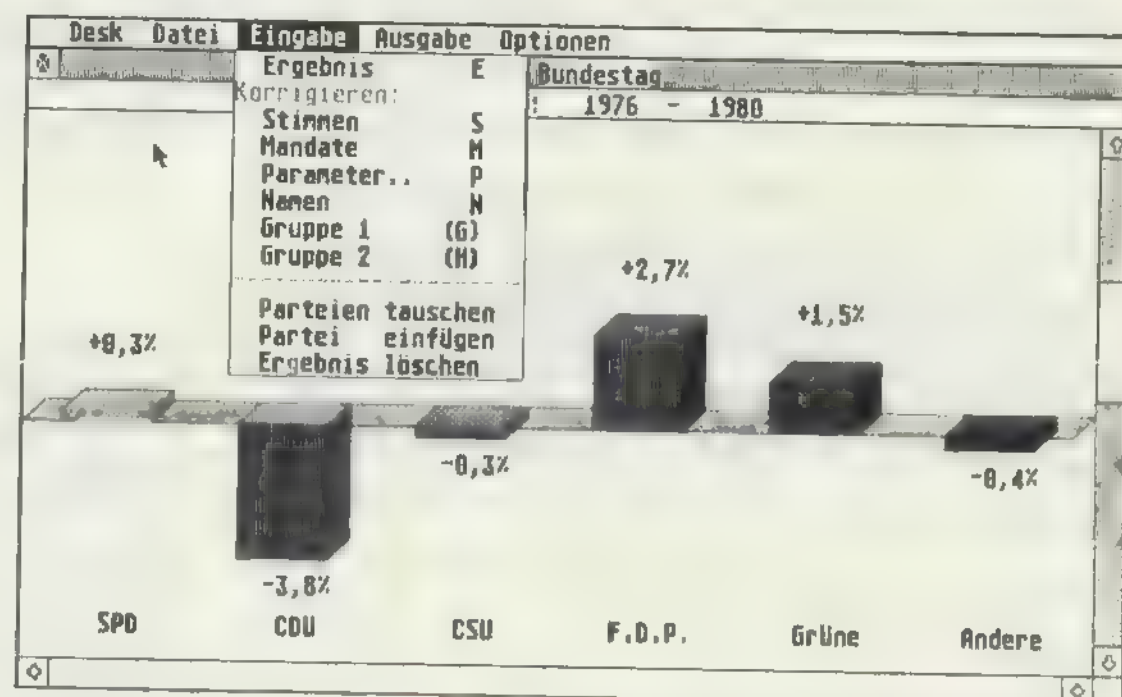 Desk Datei Eingabe Ausgabe Optionen
Bundestag
: 1976 - 1980
Ergebnis E
Korrigieren:
Stimmen S
Mandate M
Parameter.. P
Namen N
Gruppe 1 (G)
Gruppe 2 (H)
Parteien tauschen
Partei einfügen
Ergebnis löschen
+0,3%
-3,8%
-0,3%
+2,7%
+1,5%
-0,4%
SPD CDU CSU F.D.P. Grüne Andere